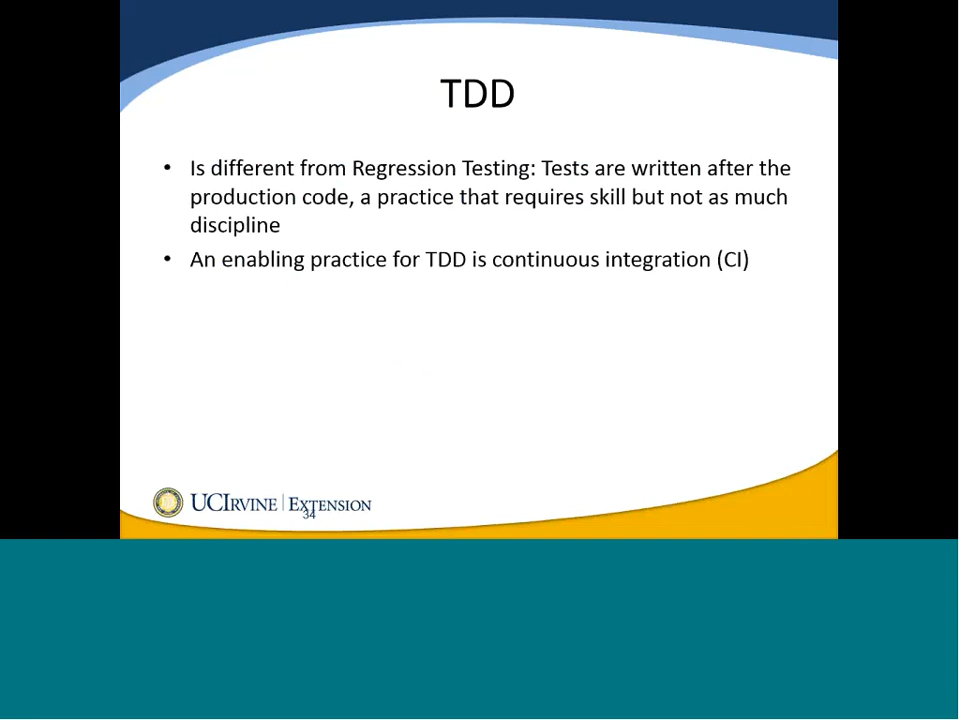 TDD
• Is different from Regression Testing: Tests are written after the
production code, a practice that requires skill but not as much
discipline
• An enabling practice for TDD is continuous integration (CI)
UCIRVINE | EXTENSION
34